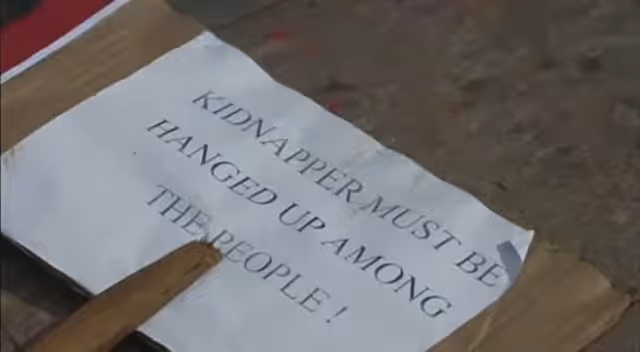 KIDNAPPER MUST BE
HANGED UP AMONG
THE PEOPLE !